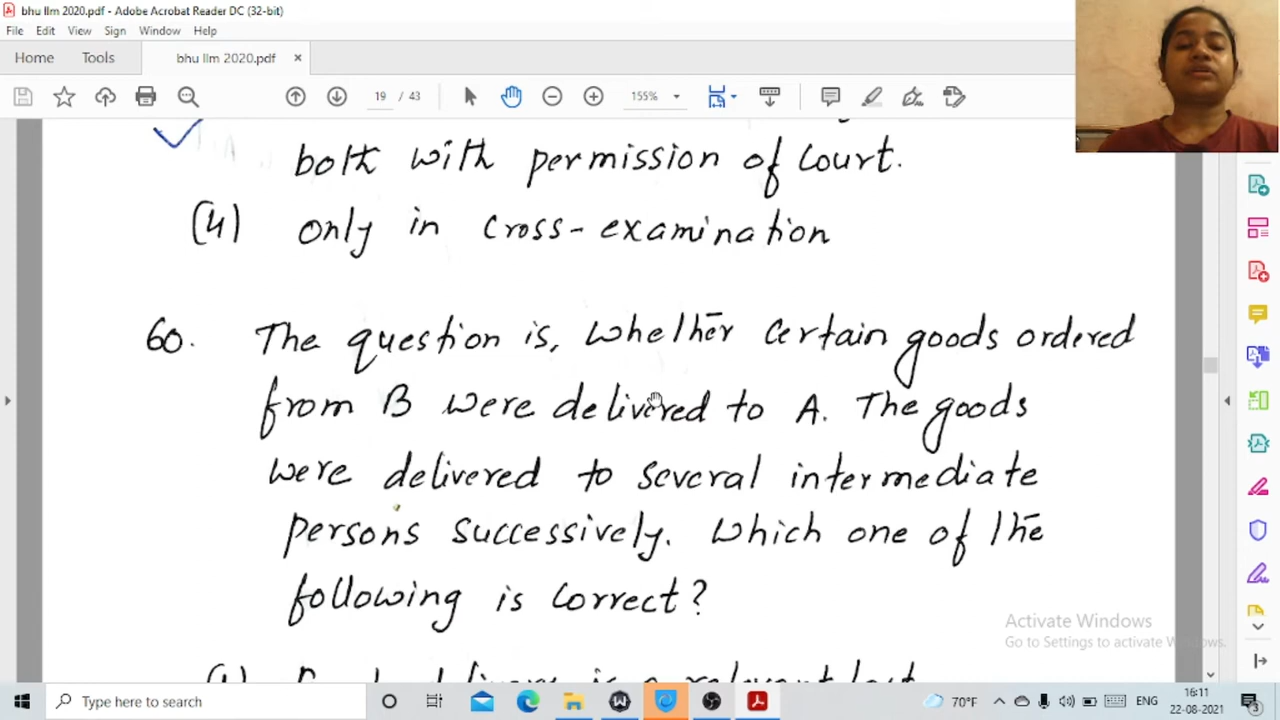 bhu llm 2020.pdf - Adobe Acrobat Reader DC (32-bit)
File Edit View Sign Window Help
Home Tools bhu llm 2020.pdf ×
19 / 43 155%
both with permission of Court.
(4) only in cross-examination
60. The question is, whether certain goods ordered
from B were delivered to A. The goods
were delivered to several intermediate
persons successively. Which one of the
following is correct?
is a relevant fact
Activate Windows
Go to Settings to activate Windows.
Type here to search
70°F ENG 16:11
22-08-2021
3